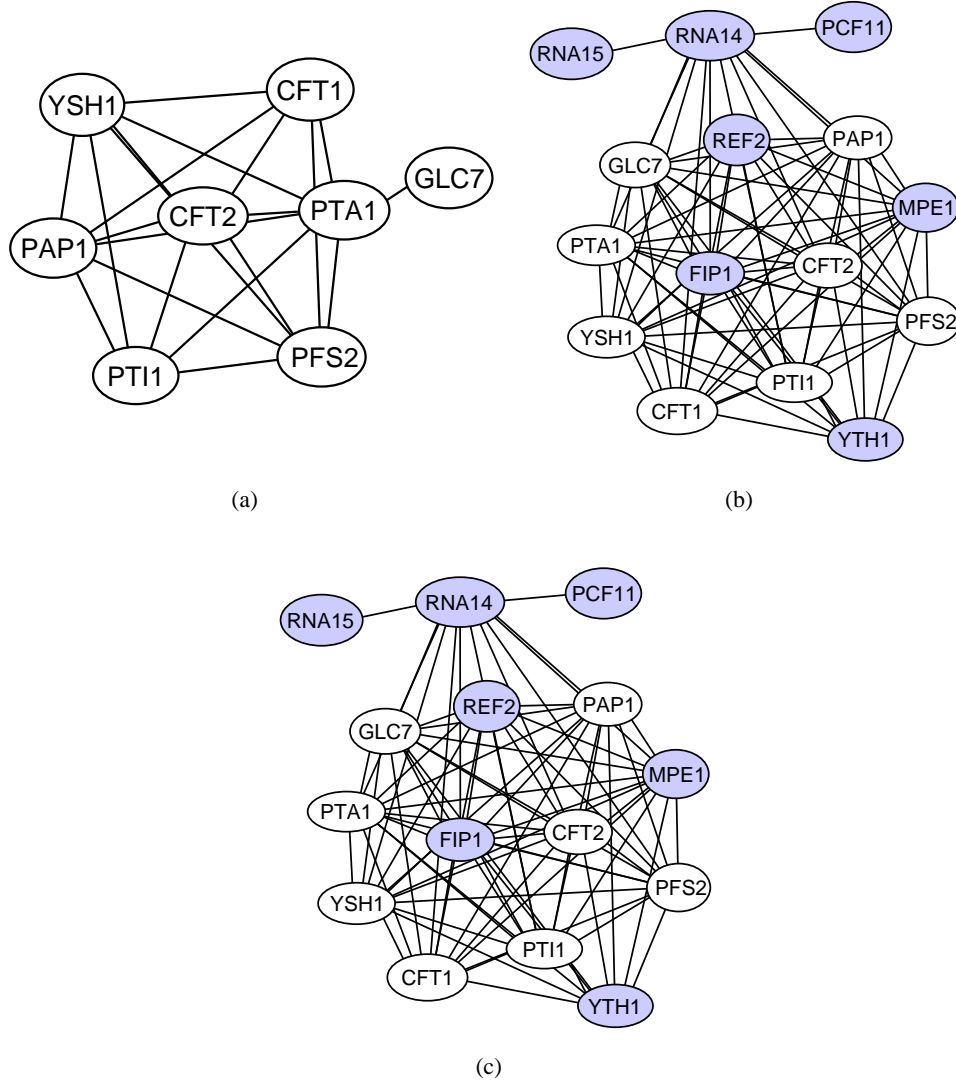 CFT1
YSH1
GLC7
CFT2
PTA1
PAP1
PTI1
PFS2
(a)
RNA15
RNA14
PCF11
REF2
PAP1
GLC7
MPE1
PTA1
FIP1
CFT2
YSH1
PFS2
PTI1
CFT1
YTH1
(b)
RNA15
RNA14
PCF11
REF2
PAP1
GLC7
MPE1
PTA1
FIP1
CFT2
YSH1
PFS2
PTI1
CFT1
YTH1
(c)